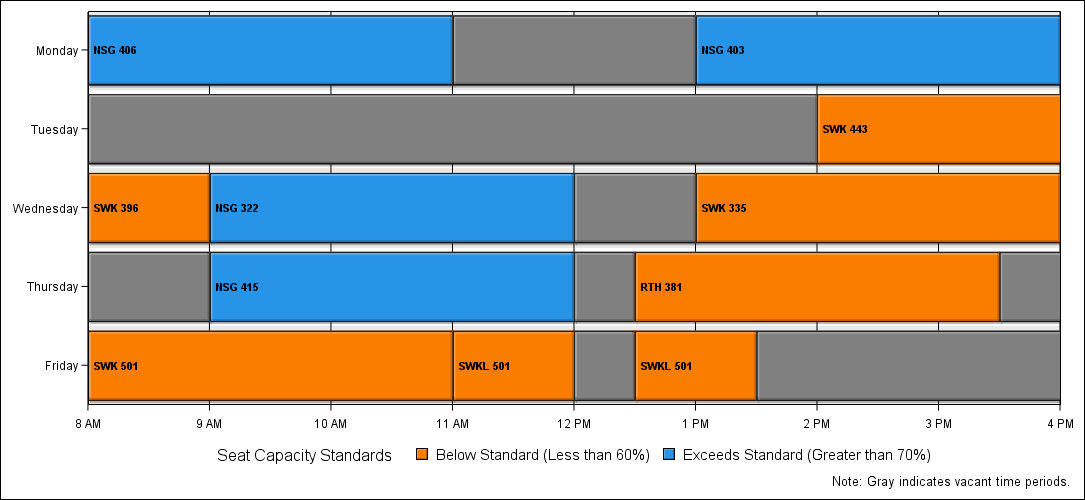 Monday
NSG 406
NSG 403
Tuesday
SWK 443
Wednesday
SWK 396
NSG 322
SWK 335
Thursday
NSG 415
RTH 381
Friday
SWK 501
SWKL 501
SWKL 501
8 AM 9 AM 10 AM 11 AM 12 PM 1 PM 2 PM 3 PM 4 PM
Seat Capacity Standards Below Standard (Less than 60%) Exceeds Standard (Greater than 70%)
Note: Gray indicates vacant time periods.